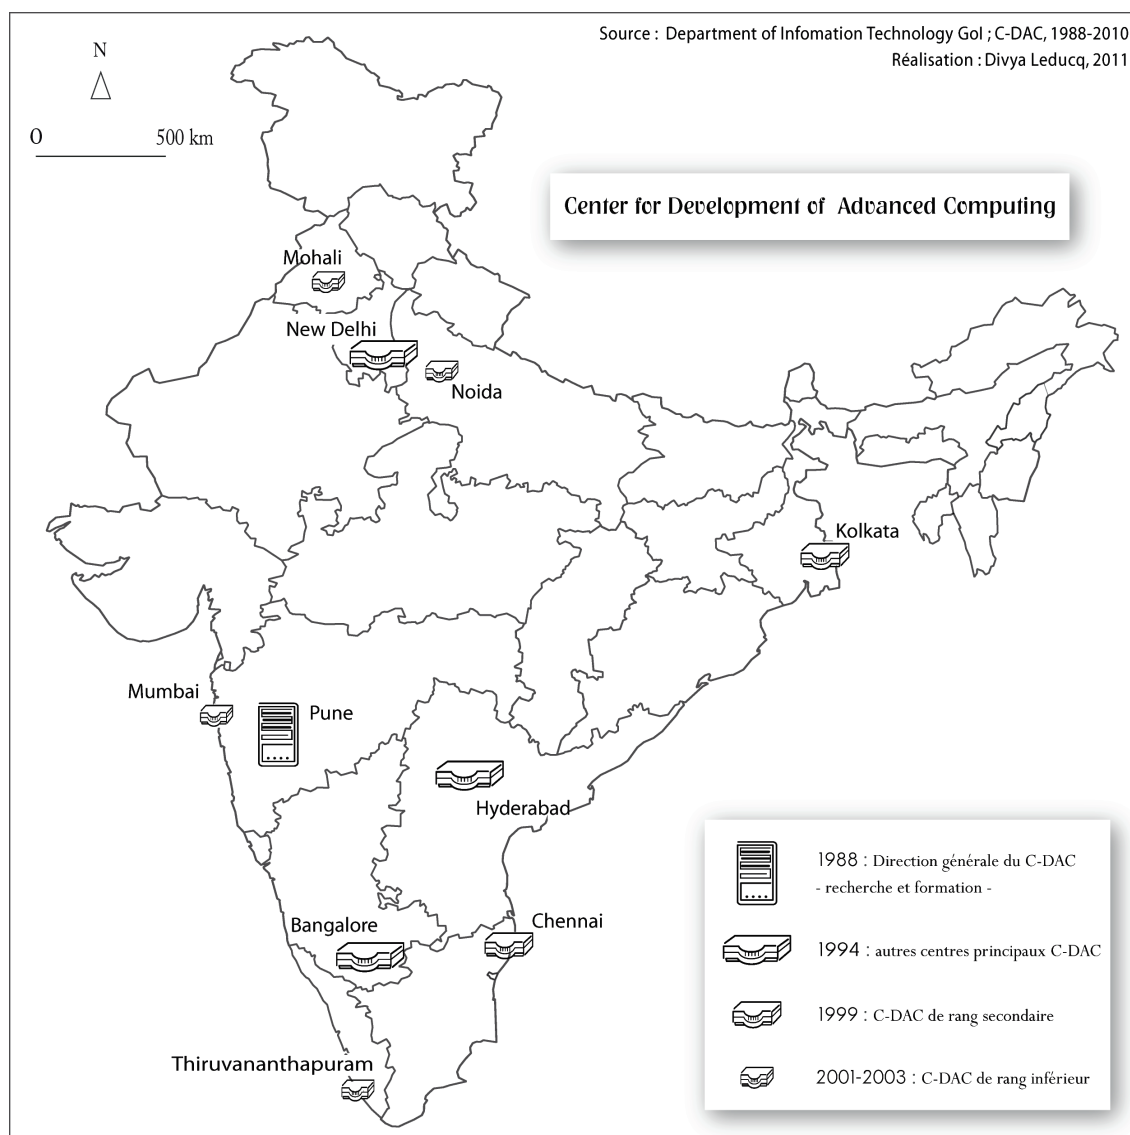 Source : Department of Infomation Technology GoI ; C-DAC, 1988-2010
Réalisation : Divya Leducq, 2011
N
0
500 km
Center for Development of Advanced Computing
Mohali
New Delhi
Noida
Kolkata
Mumbai
Pune
Hyderabad
Bangalore
Chennai
Thiruvananthapuram
1988 : Direction générale du C-DAC
- recherche et formation -
1994 : autres centres principaux C-DAC
1999 : C-DAC de rang secondaire
2001-2003 : C-DAC de rang inférieur